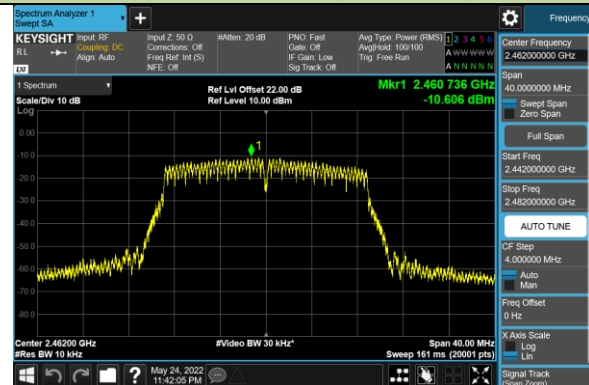 Spectrum Analyzer 1
Swept SA
Frequency
KEYSIGHT
Input: RF
Coupling: DC
Align: Auto
Input Z: 50 Ω
Corrections: Off
Freq Ref: Int (S)
NFE: Off
#Atten: 20 dB
PNO: Fast
Gate: Off
IF Gain: Low
Sig Track: Off
Avg Type: Power (RMS)
Avg|Hold: 100/100
Trig: Free Run
1 2 3 4 5 6
A W W W W W
A N N N N N
RL
LXI
1 Spectrum
Scale/Div 10 dB
Ref Lvl Offset 22.00 dB
Ref Level 10.00 dBm
Mkr1 2.460 736 GHz
-10.606 dBm
Log
0.00
-10.0
-20.0
-30.0
-40.0
-50.0
-60.0
-70.0
-80.0
1
Center 2.46200 GHz
#Res BW 10 kHz
#Video BW 30 kHz*
Span 40.00 MHz
Sweep 161 ms (20001 pts)
Center Frequency
2.462000000 GHz
Span
40.0000000 MHz
Swept Span
Zero Span
Full Span
Start Freq
2.442000000 GHz
Stop Freq
2.482000000 GHz
AUTO TUNE
CF Step
4.000000 MHz
Auto
Man
Freq Offset
0 Hz
X Axis Scale
Log
Lin
Signal Track
(Span Zoom)
May 24, 2022
11:42:05 PM